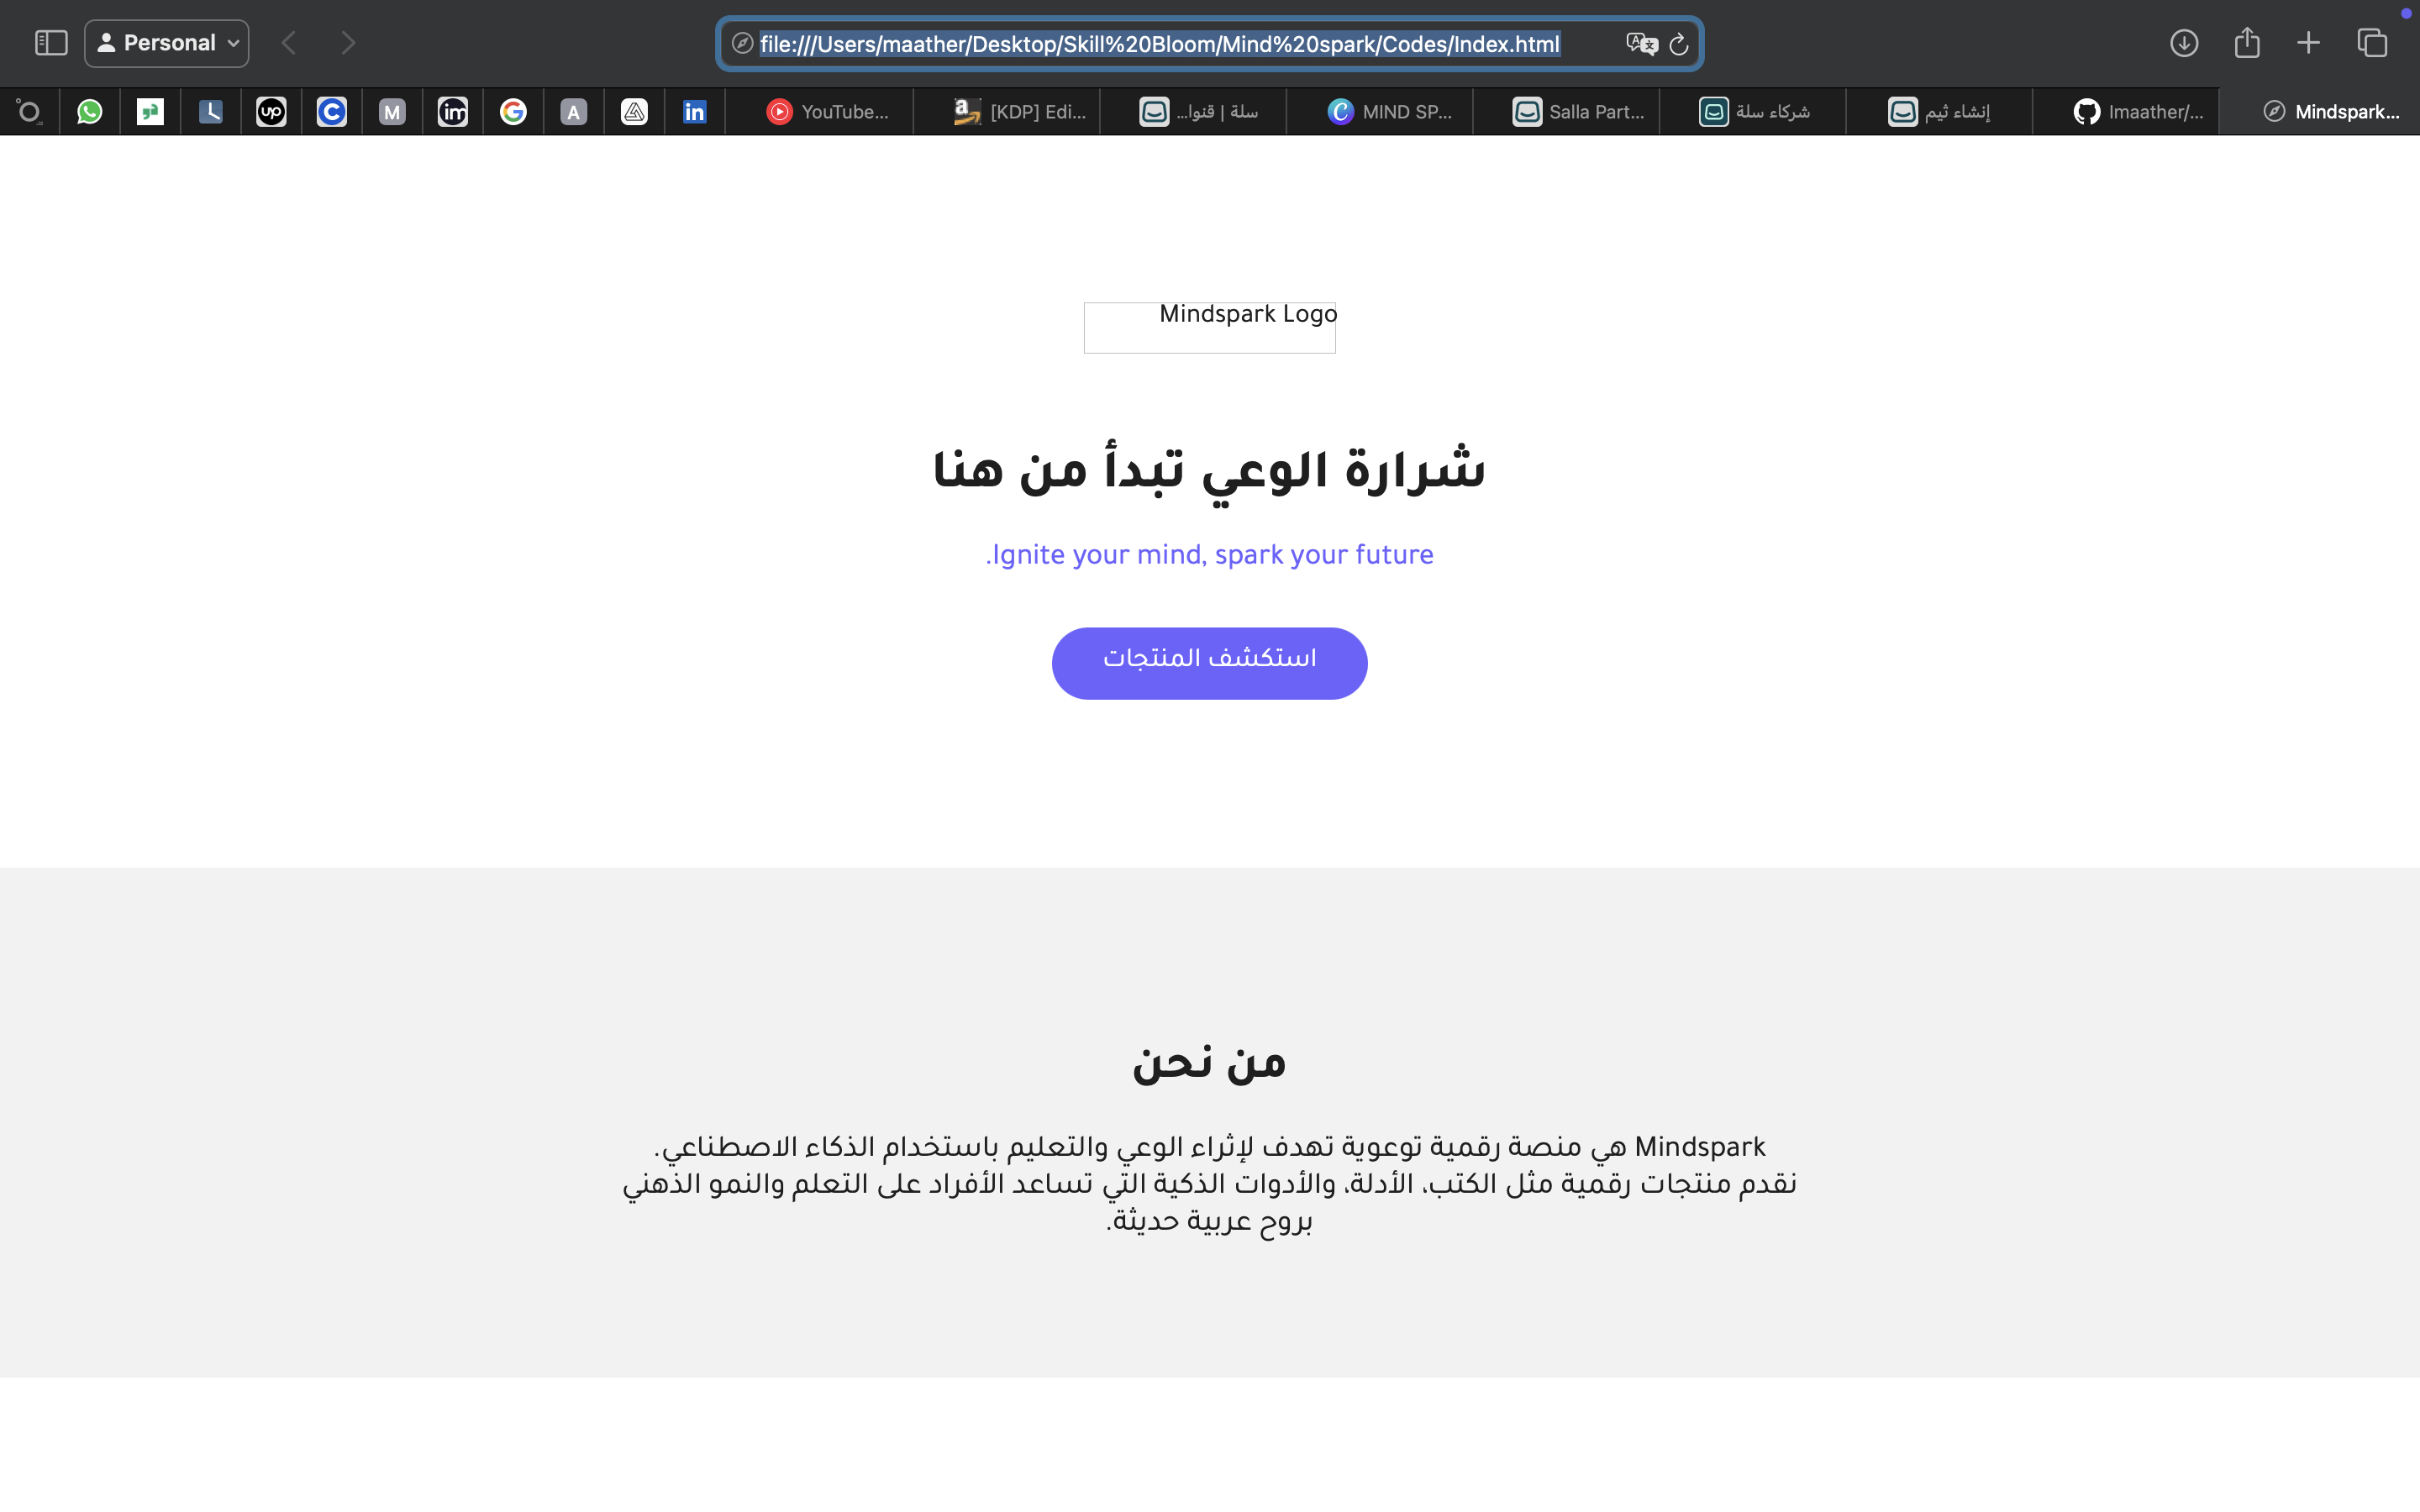 Personal
file:///Users/maather/Desktop/Skill%20Bloom/Mind%20spark/Codes/Index.html
YouTube...
[KDP] Edi...
سلة | قنوا...
MIND SP...
Salla Part...
شركاء سلة
إنشاء ثيم
Imaather/...
Mindspark...
Mindspark Logo
شرارة الوعي تبدأ من هنا
.Ignite your mind, spark your future
استكشف المنتجات
من نحن
Mindspark هي منصة رقمية توعوية تهدف لإثراء الوعي والتعليم باستخدام الذكاء الاصطناعي.
نقدم منتجات رقمية مثل الكتب، الأدلة، والأدوات الذكية التي تساعد الأفراد على التعلم والنمو الذهني
بروح عربية حديثة.